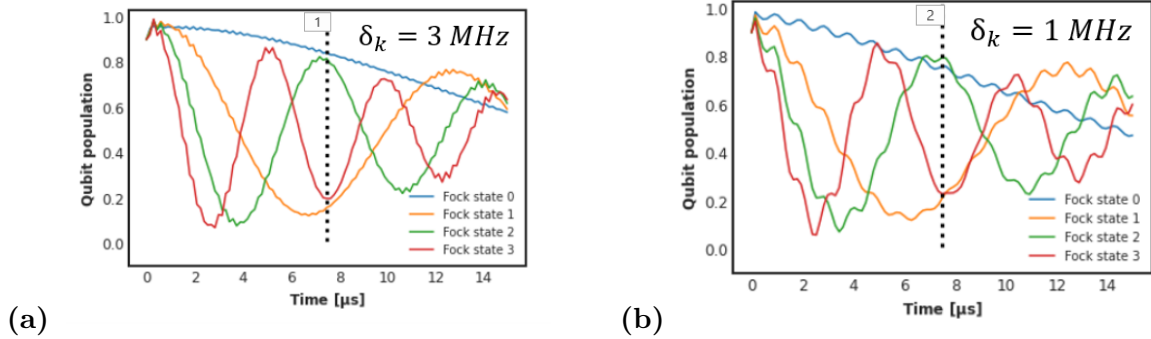 1
δₖ = 3 MHz
Qubit population
1.0
0.8
0.6
0.4
0.2
0.0
Fock state 0
Fock state 1
Fock state 2
Fock state 3
0 2 4 6 8 10 12 14
Time [μs]
(a)
2
δₖ = 1 MHz
Qubit population
1.0
0.8
0.6
0.4
0.2
0.0
Fock state 0
Fock state 1
Fock state 2
Fock state 3
0 2 4 6 8 10 12 14
Time [μs]
(b)